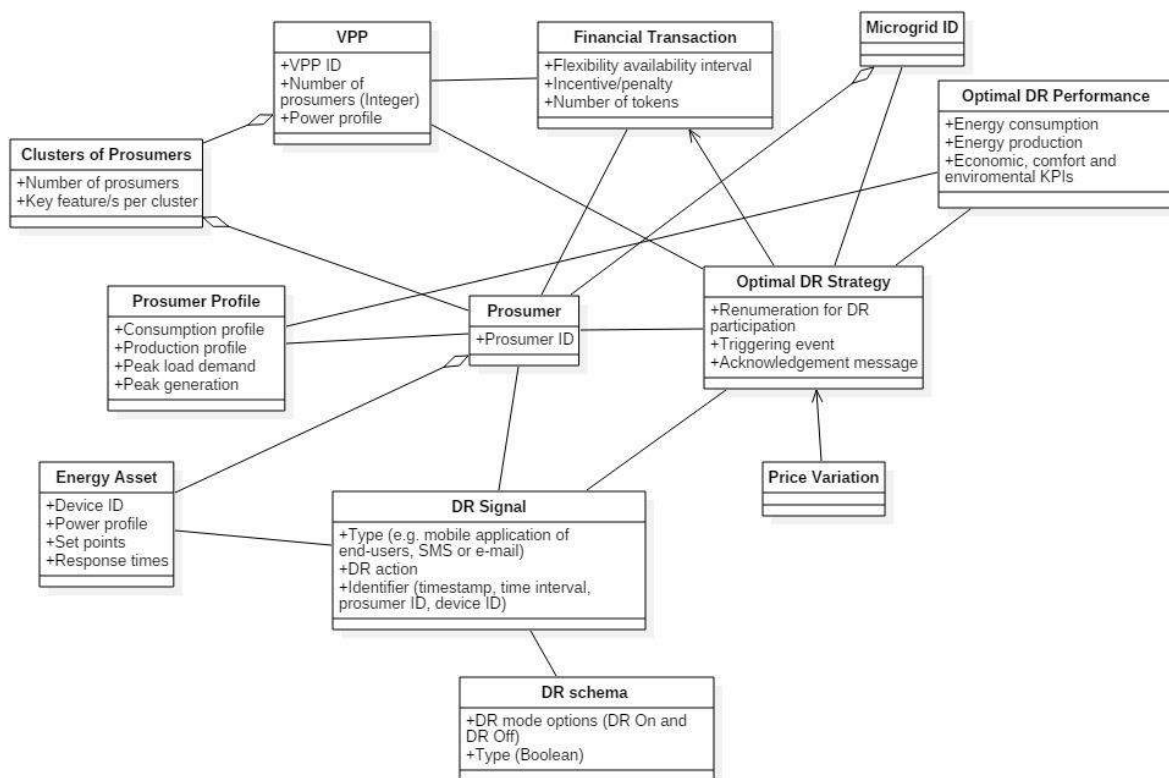 VPP
+VPP ID
+Number of
prosumers (Integer)
+Power profile
Financial Transaction
+Flexibility availability interval
+Incentive/penalty
+Number of tokens
Microgrid ID
Optimal DR Performance
+Energy consumption
+Energy production
+Economic, comfort and
enviromental KPIs
Clusters of Prosumers
+Number of prosumers
+Key feature/s per cluster
Prosumer Profile
+Consumption profile
+Production profile
+Peak load demand
+Peak generation
Prosumer
+Prosumer ID
Optimal DR Strategy
+Renumeration for DR
participation
+Triggering event
+Acknowledgement message
Energy Asset
+Device ID
+Power profile
+Set points
+Response times
DR Signal
+Type (e.g. mobile application of
end-users, SMS or e-mail)
+DR action
+Identifier (timestamp, time interval,
prosumer ID, device ID)
Price Variation
DR schema
+DR mode options (DR On and
DR Off)
+Type (Boolean)